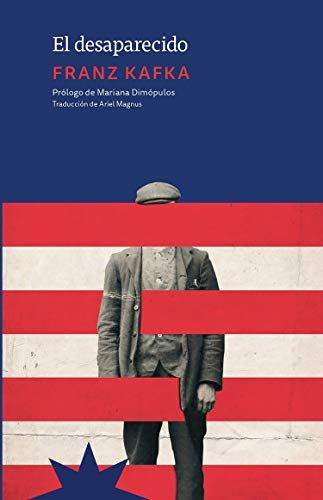 El desaparecido
FRANZ KAFKA
Prólogo de Mariana Dimópulos
Traducción de Ariel Magnus